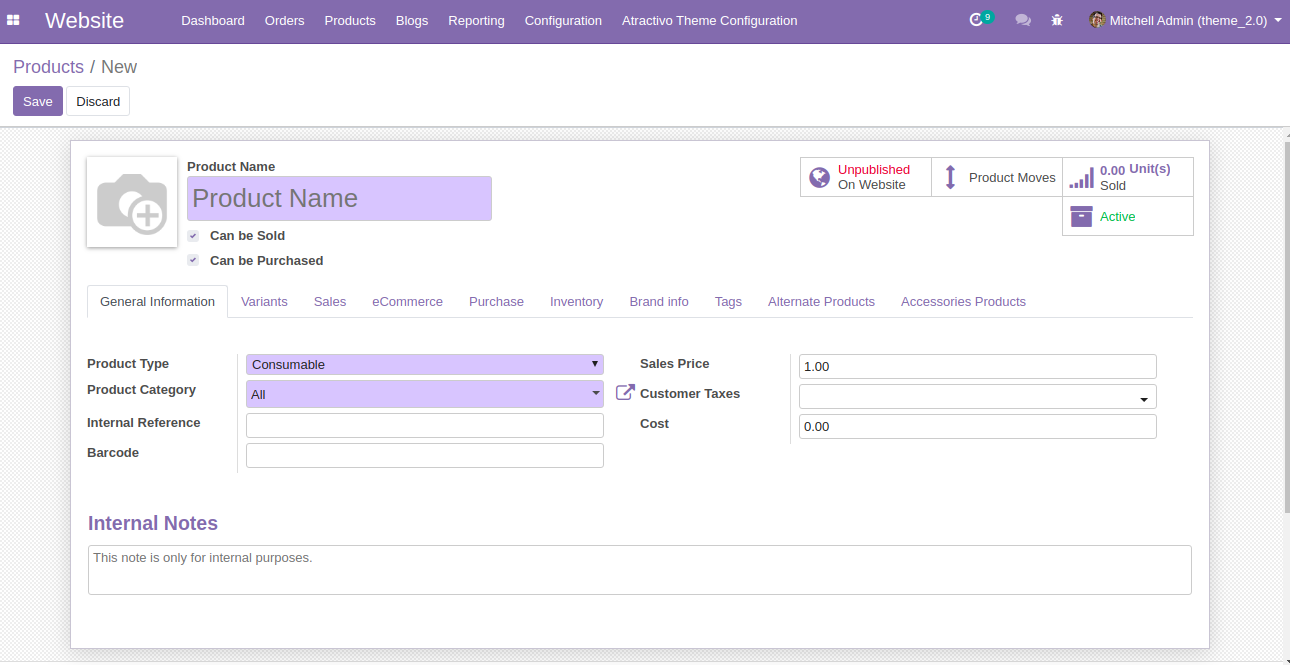 Website Dashboard Orders Products Blogs Reporting Configuration Atractivo Theme Configuration 9 Mitchell Admin (theme_2.0)
Products / New
Save Discard
Product Name
Product Name
Can be Sold
Can be Purchased
Unpublished
On Website
Product Moves
0.00 Unit(s)
Sold
Active
General Information Variants Sales eCommerce Purchase Inventory Brand info Tags Alternate Products Accessories Products
Product Type Consumable
Product Category All
Internal Reference
Barcode
Sales Price 1.00
Customer Taxes
Cost 0.00
Internal Notes
This note is only for internal purposes.